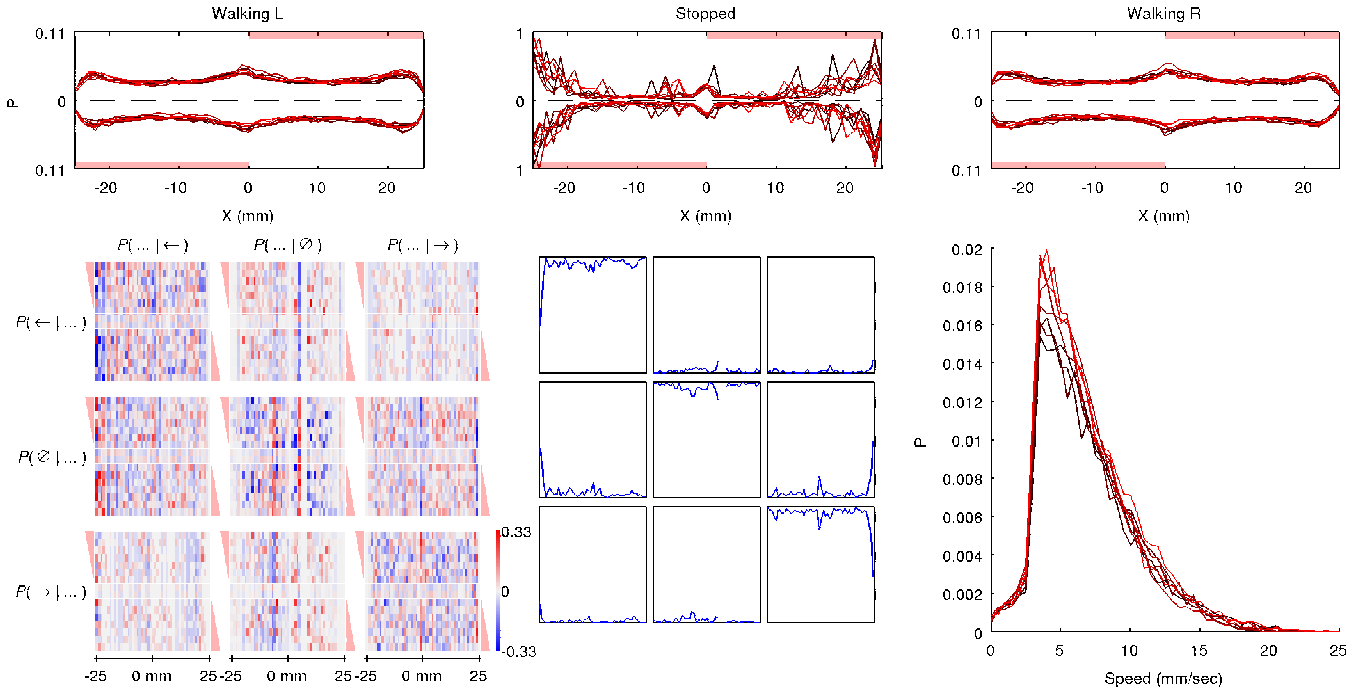 Walking L
Stopped
Walking R
0.11
0
0.11
P
-20 -10 0 10 20
X (mm)
1
0
1
-20 -10 0 10 20
X (mm)
0.11
0
0.11
-20 -10 0 10 20
X (mm)
P( ... | ← ) P( ... | ∅ ) P( ... | → )
P( ← | ... )
P( ∅ | ... )
P( → | ... )
0.33
0
-0.33
-25 0 mm 25 -25 0 mm 25 -25 0 mm 25
0.02
0.018
0.016
0.014
0.012
0.01
0.008
0.006
0.004
0.002
0
P
0 5 10 15 20 25
Speed (mm/sec)